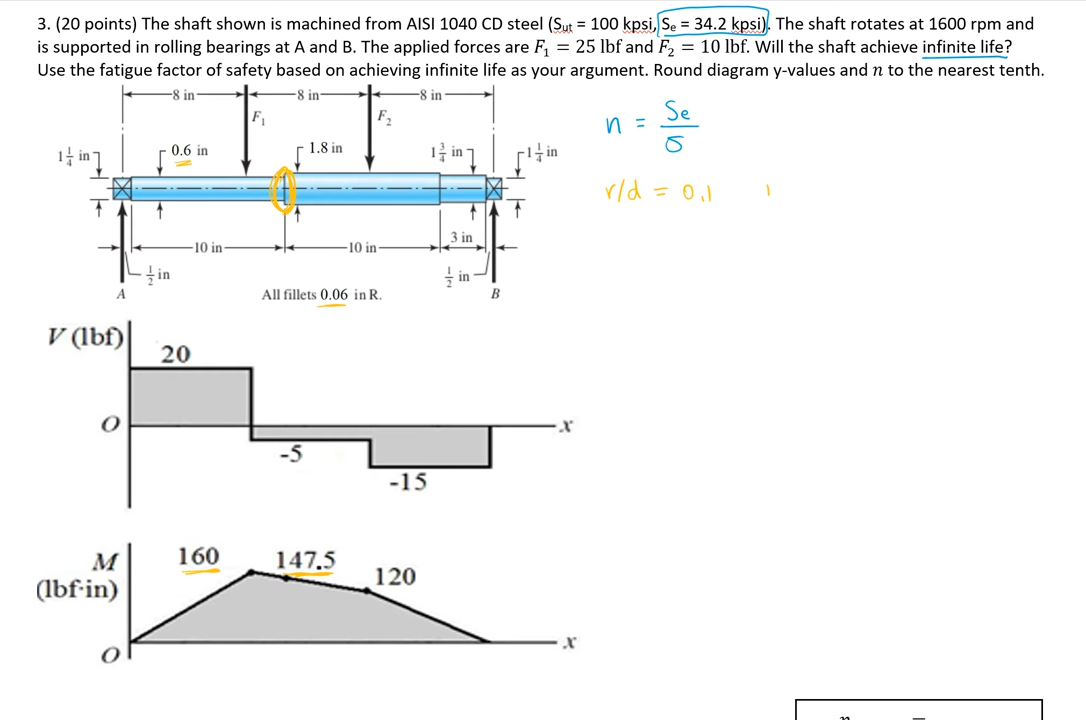 3. (20 points) The shaft shown is machined from AISI 1040 CD steel (Sut = 100 kpsi, Se = 34.2 kpsi). The shaft rotates at 1600 rpm and
is supported in rolling bearings at A and B. The applied forces are F₁ = 25 lbf and F₂ = 10 lbf. Will the shaft achieve infinite life?
Use the fatigue factor of safety based on achieving infinite life as your argument. Round diagram y-values and n to the nearest tenth.
8 in 8 in 8 in
F₁ F₂
n = Se/σ
1 1/4 in 0.6 in 1.8 in 1 3/4 in 1 1/4 in
r/d = 0.1
10 in 10 in 3 in
1/2 in 1/2 in
A All fillets 0.06 in R. B
V (lbf)
20
O x
-5
-15
M
(lbf·in)
160 147.5 120
O x